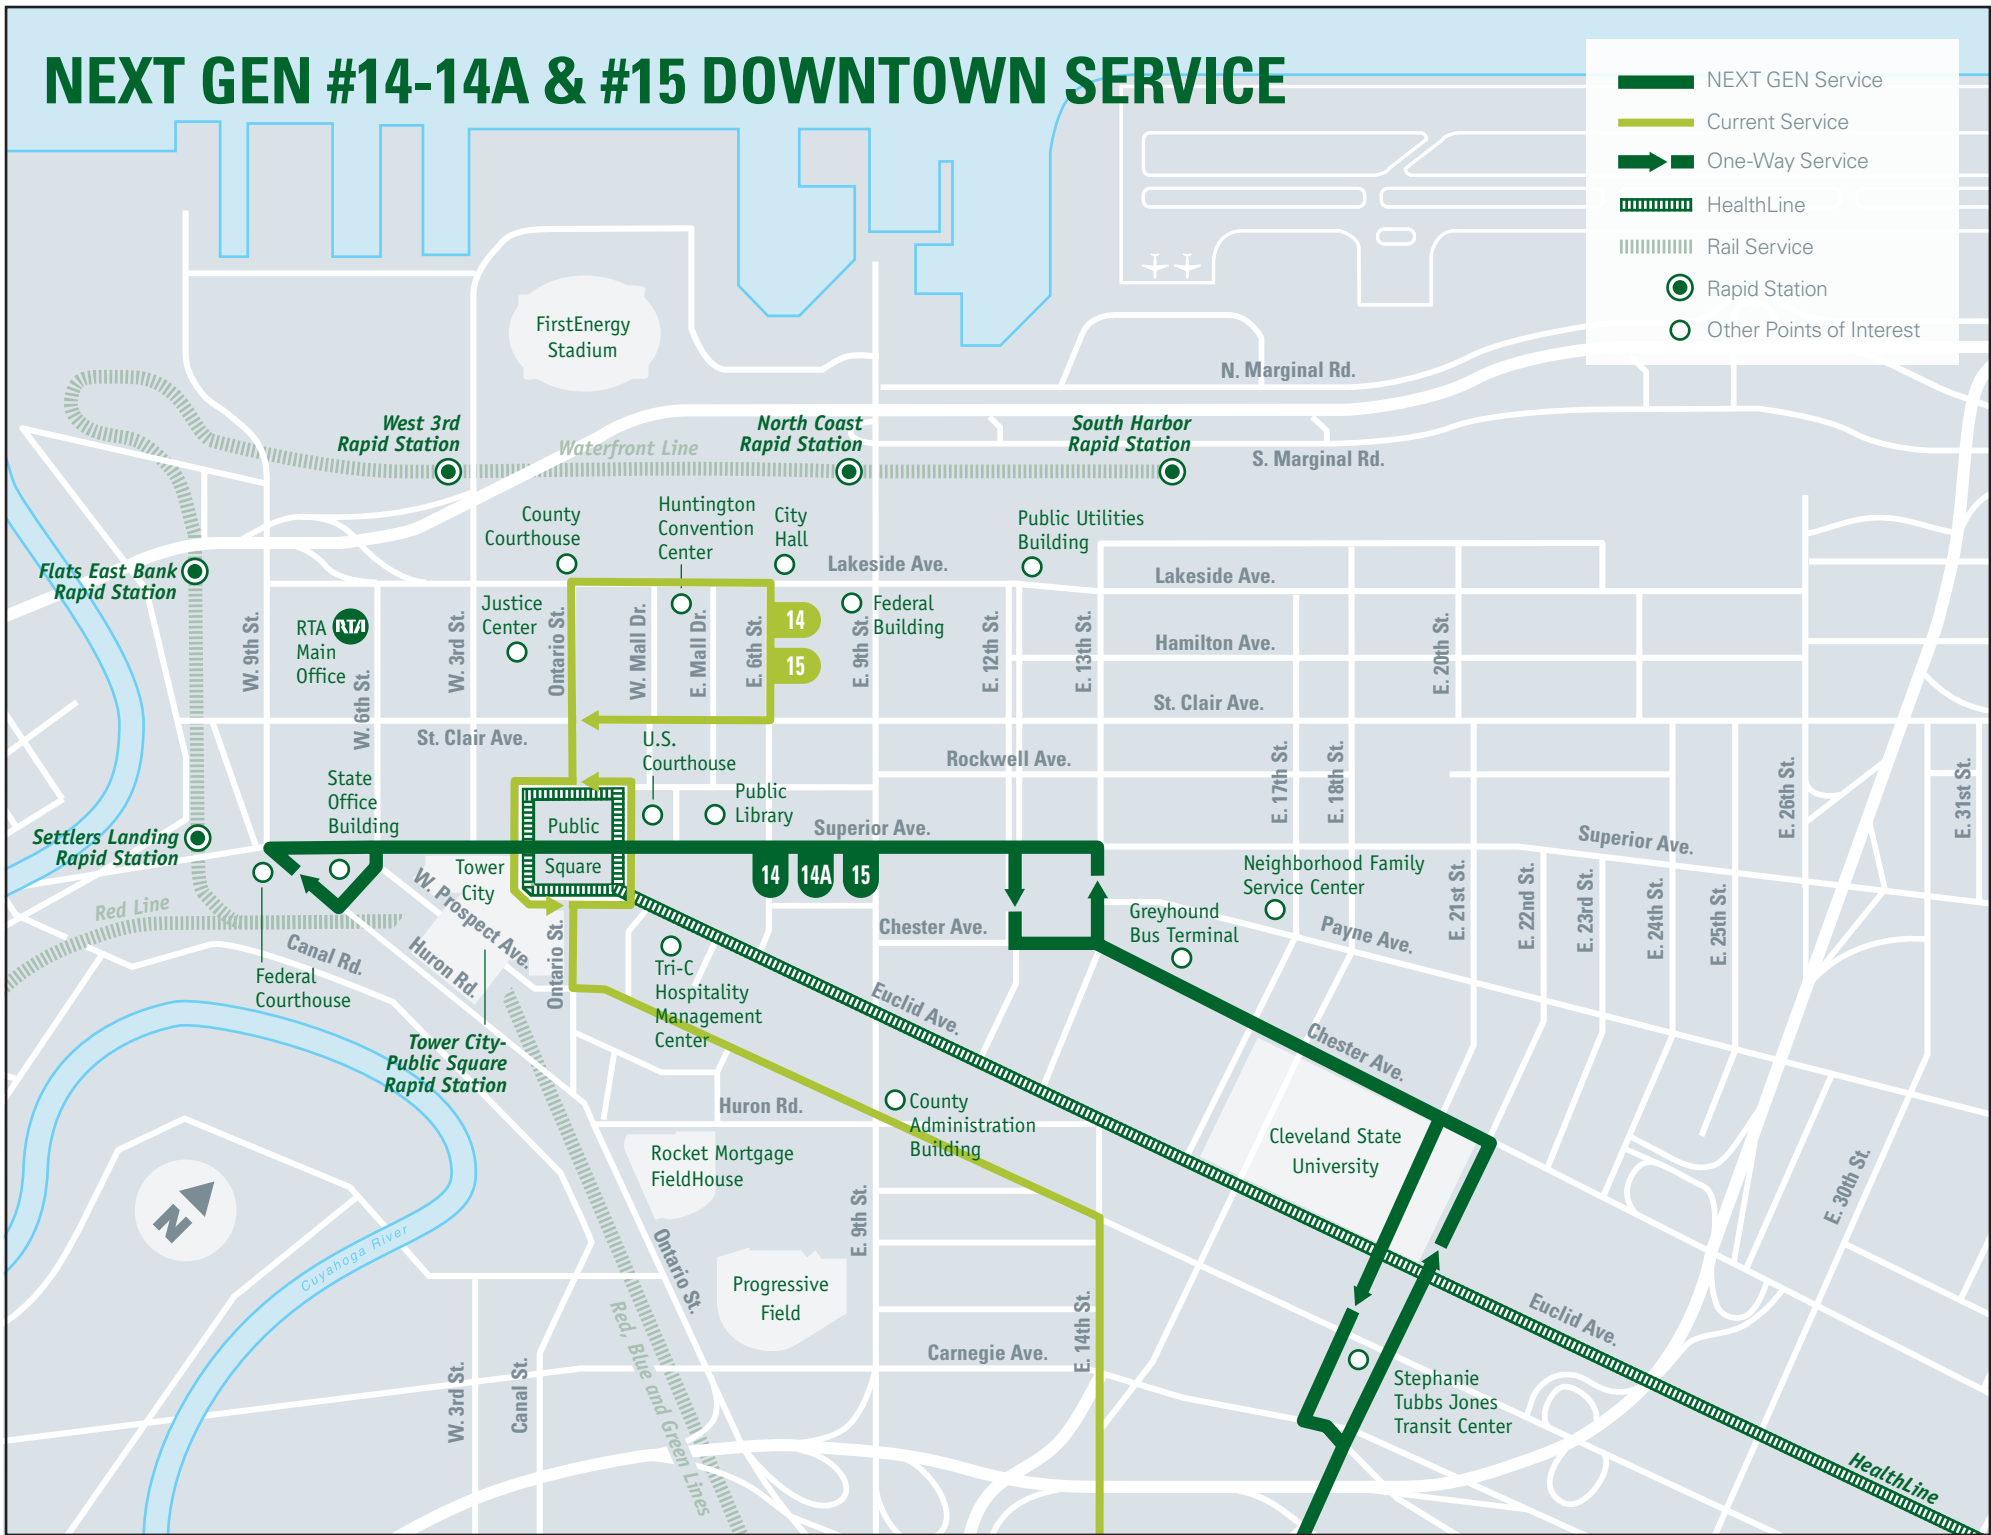 NEXT GEN #14-14A & #15 DOWNTOWN SERVICE
NEXT GEN Service
Current Service
One-Way Service
HealthLine
Rail Service
Rapid Station
Other Points of Interest
FirstEnergy
Stadium
N. Marginal Rd.
West 3rd
Rapid Station
Waterfront Line
North Coast
Rapid Station
South Harbor
Rapid Station
S. Marginal Rd.
County
Courthouse
Huntington
Convention
Center
City
Hall
Public Utilities
Building
Lakeside Ave.
Lakeside Ave.
Flats East Bank
Rapid Station
W. 9th St.
RTA
Main
Office
RTA
W. 6th St.
W. 3rd St.
Justice
Center
Ontario St.
W. Mall Dr.
E. Mall Dr.
E. 6th St.
14
15
Federal
Building
E. 9th St.
E. 12th St.
E. 13th St.
Hamilton Ave.
E. 20th St.
St. Clair Ave.
St. Clair Ave.
U.S.
Courthouse
Rockwell Ave.
E. 17th St.
E. 18th St.
E. 26th St.
E. 31st St.
State
Office
Building
Public
Library
Public
Square
Superior Ave.
Superior Ave.
Settlers Landing
Rapid Station
Tower
City
14
14A
15
Neighborhood Family
Service Center
E. 21st St.
E. 22nd St.
E. 23rd St.
E. 24th St.
E. 25th St.
W. Prospect Ave.
Red Line
Canal Rd.
Huron Rd.
Ontario St.
Chester Ave.
Greyhound
Bus Terminal
Payne Ave.
Federal
Courthouse
Tri-C
Hospitality
Management
Center
Euclid Ave.
Chester Ave.
Tower City-
Public Square
Rapid Station
Huron Rd.
County
Administration
Building
Cleveland State
University
Rocket Mortgage
FieldHouse
E. 30th St.
N
Cuyahoga River
Ontario St.
E. 9th St.
Progressive
Field
Red, Blue and Green Lines
E. 14th St.
Euclid Ave.
Carnegie Ave.
W. 3rd St.
Canal St.
Stephanie
Tubbs Jones
Transit Center
HealthLine